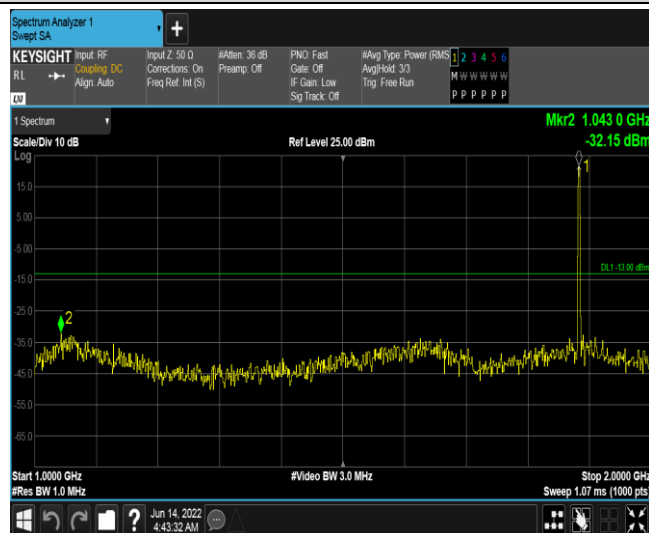 Spectrum Analyzer 1
Swept SA
+
KEYSIGHT Input: RF Input Z: 50 Ω #Atten: 36 dB PNO: Fast #Avg Type: Power (RMS 1 2 3 4 5 6
RL Coupling: DC Corrections: On Preamp: Off Gate: Off Avg|Hold: 3/3 M W W W W W
Align: Auto Freq Ref: Int (S) IF Gain: Low Trig: Free Run
Sig Track: Off P P P P P P
1 Spectrum
Mkr2 1.043 0 GHz
Scale/Div 10 dB Ref Level 25.00 dBm -32.15 dBm
Log
1
15.0
5.00
-5.00
DL1 -13.00 dBm
-15.0
-25.0
2
-35.0
-45.0
-55.0
-65.0
Start 1.0000 GHz #Video BW 3.0 MHz Stop 2.0000 GHz
#Res BW 1.0 MHz Sweep 1.07 ms (1000 pts)
? Jun 14, 2022
4:43:32 AM